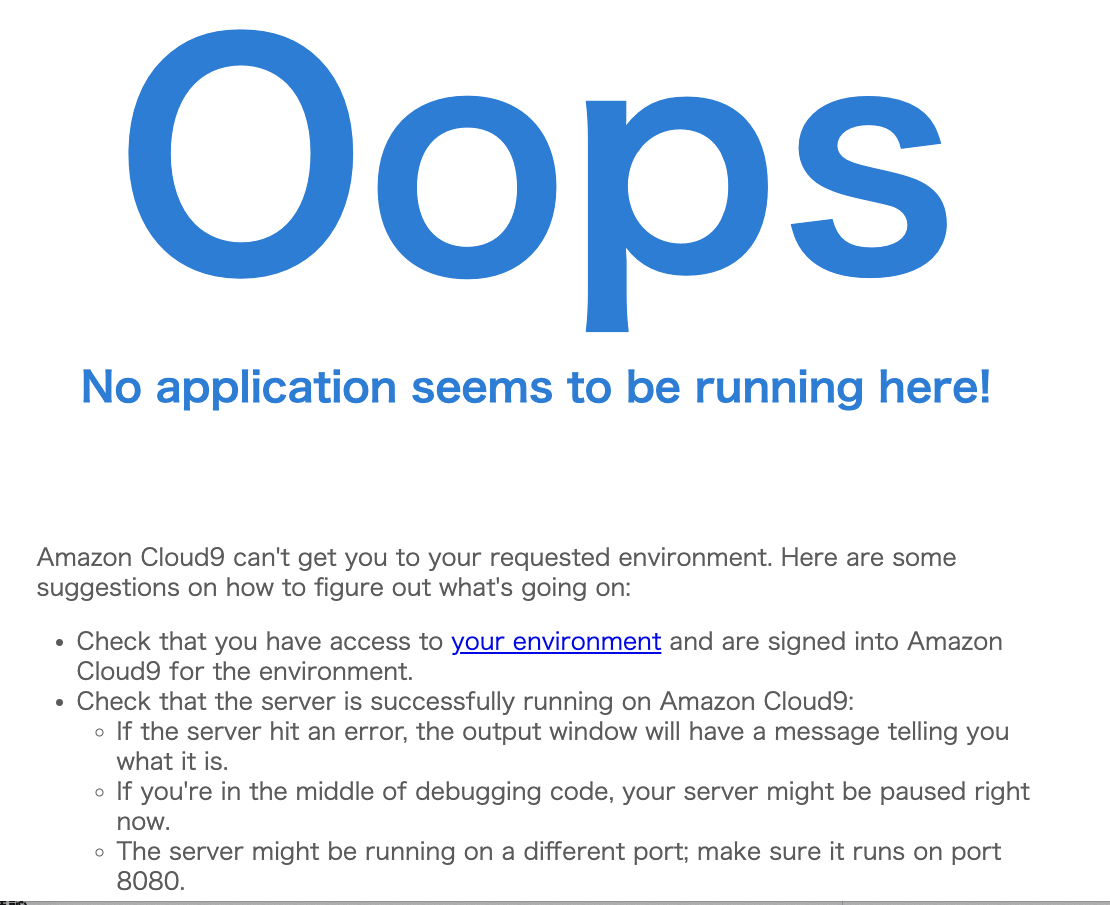 Oops
No application seems to be running here!
Amazon Cloud9 can't get you to your requested environment. Here are some
suggestions on how to figure out what's going on:
• Check that you have access to your environment and are signed into Amazon
Cloud9 for the environment.
• Check that the server is successfully running on Amazon Cloud9:
◦ If the server hit an error, the output window will have a message telling you
what it is.
◦ If you're in the middle of debugging code, your server might be paused right
now.
◦ The server might be running on a different port; make sure it runs on port
8080.